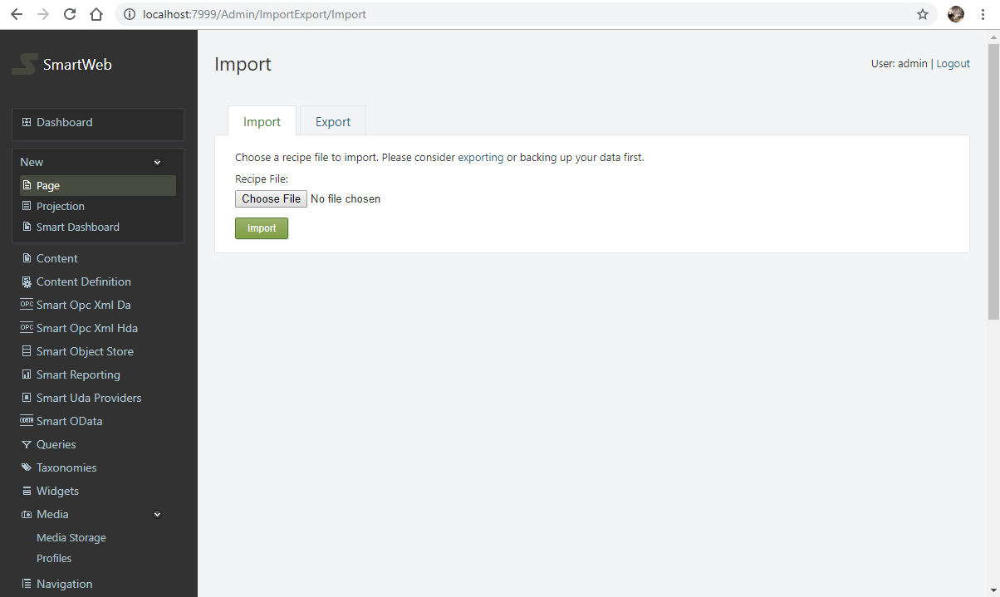 localhost:7999/Admin/ImportExport/Import
SmartWeb
Dashboard
New
Page
Projection
Smart Dashboard
Content
Content Definition
OPC Smart Opc Xml Da
OPC Smart Opc Xml Hda
Smart Object Store
Smart Reporting
Smart Uda Providers
ODATA Smart OData
Queries
Taxonomies
Widgets
Media
Media Storage
Profiles
Navigation
Import
User: admin | Logout
Import
Export
Choose a recipe file to import. Please consider exporting or backing up your data first.
Recipe File:
Choose File No file chosen
Import